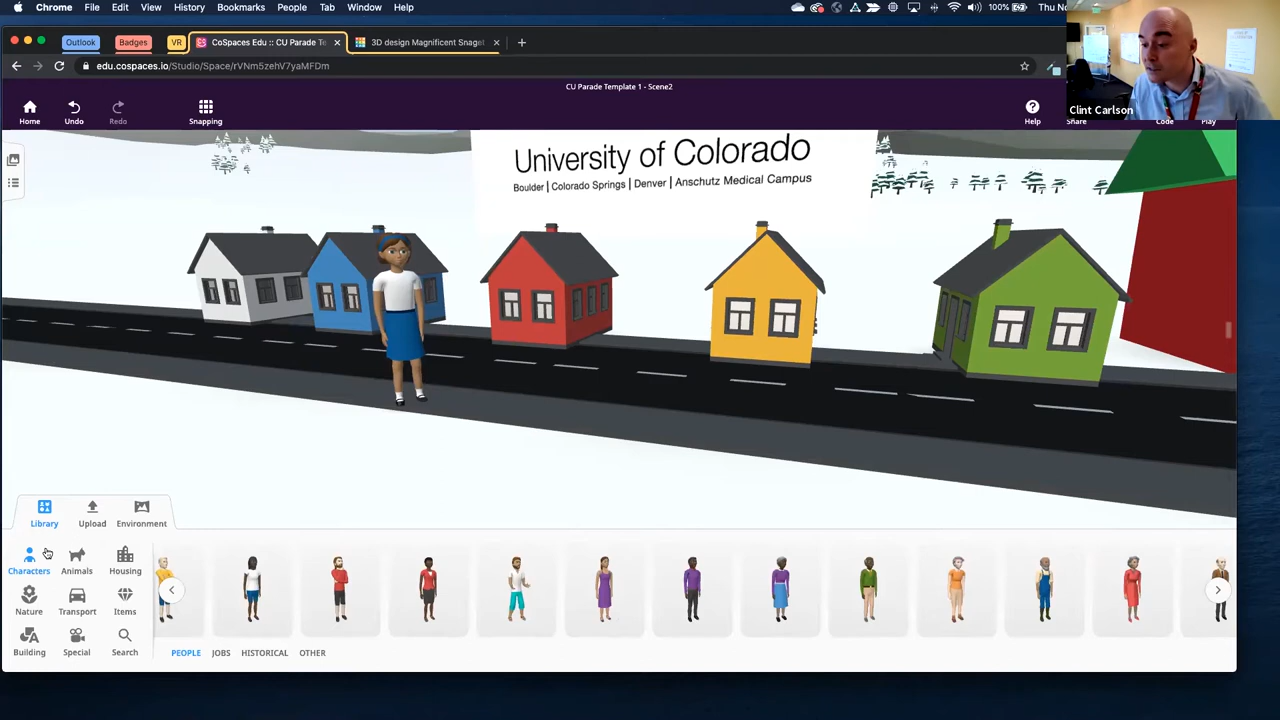 Chrome File Edit View History Bookmarks People Tab Window Help 100% Thu No
Outlook Badges VR CoSpaces Edu :: CU Parade Te × 3D design Magnificent Snaget × +
edu.cospaces.io/Studio/Space/rVNm5zehV7yaMFDm
CU Parade Template 1 - Scene2
Clint Carlson
Home Undo Redo Snapping Help Share Code Play
University of Colorado
Boulder | Colorado Springs | Denver | Anschutz Medical Campus
Library Upload Environment
Characters Animals Housing
Nature Transport Items
Building Special Search
PEOPLE JOBS HISTORICAL OTHER